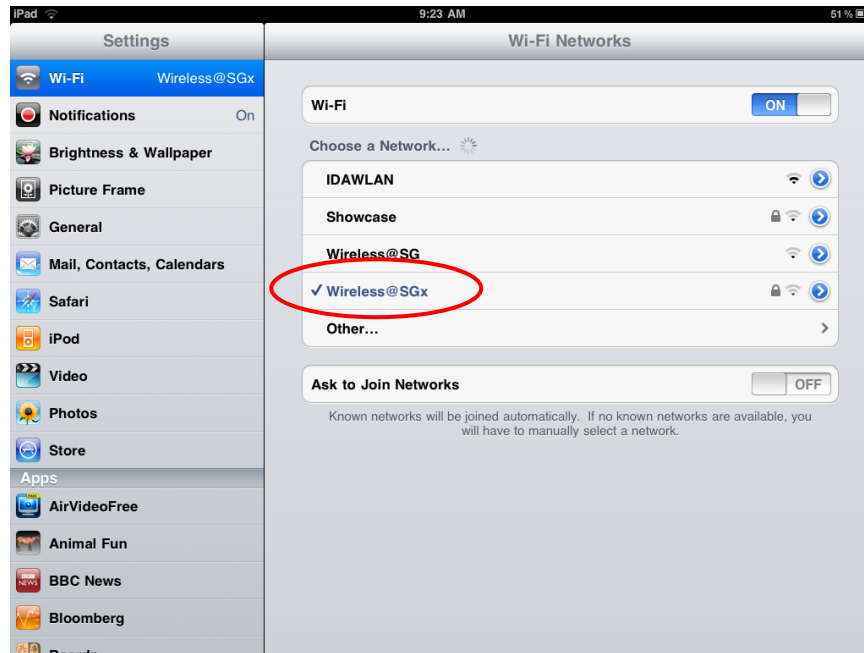 iPad
9:23 AM
51 %
Settings
Wi-Fi Networks
Wi-Fi Wireless@SGx
Notifications On
Brightness & Wallpaper
Picture Frame
General
Mail, Contacts, Calendars
Safari
iPod
Video
Photos
Store
Apps
AirVideoFree
Animal Fun
BBC News
Bloomberg
Wi-Fi ON
Choose a Network...
IDAWLAN
Showcase
Wireless@SG
Wireless@SGx
Other...
Ask to Join Networks OFF
Known networks will be joined automatically. If no known networks are available, you
will have to manually select a network.